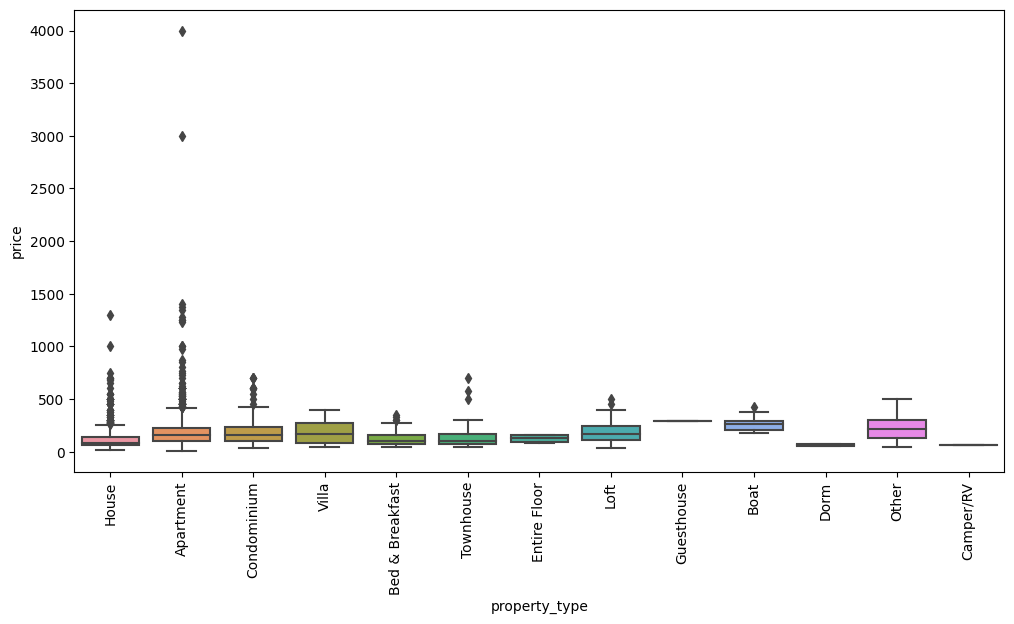 4000
3500
3000
2500
2000
1500
1000
500
0
price
House
Apartment
Condominium
Villa
Bed & Breakfast
Townhouse
Entire Floor
Loft
Guesthouse
Boat
Dorm
Other
Camper/RV
property_type